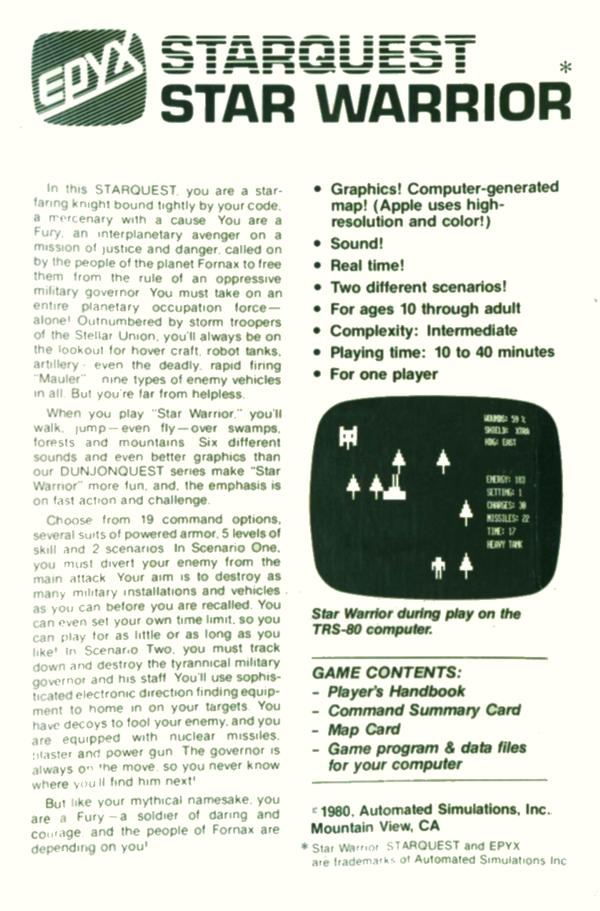 EPYX
STARQUEST
STAR WARRIOR*
In this STARQUEST, you are a star-
faring knight bound tightly by your code,
a mercenary with a cause. You are a
Fury, an interplanetary avenger on a
mission of justice and danger, called on
by the people of the planet Fornax to free
them from the rule of an oppressive
military governor. You must take on an
entire planetary occupation force—
alone! Outnumbered by storm troopers
of the Stellar Union, you'll always be on
the lookout for hover craft, robot tanks,
artillery - even the deadly, rapid firing
"Mauler" nine types of enemy vehicles
in all. But you're far from helpless.
When you play "Star Warrior," you'll
walk, jump—even fly—over swamps,
forests and mountains. Six different
sounds and even better graphics than
our DUNJONQUEST series make "Star
Warrior" more fun, and, the emphasis is
on fast action and challenge.
Choose from 19 command options,
several suits of powered armor, 5 levels of
skill and 2 scenarios. In Scenario One,
you must divert your enemy from the
main attack. Your aim is to destroy as
many military installations and vehicles
as you can before you are recalled. You
can even set your own time limit, so you
can play for as little or as long as you
like! In Scenario Two, you must track
down and destroy the tyrannical military
governor and his staff. You'll use sophis-
ticated electronic direction finding equip-
ment to home in on your targets. You
have decoys to fool your enemy, and you
are equipped with nuclear missiles,
blaster and power gun. The governor is
always on the move, so you never know
where you'll find him next!
But like your mythical namesake, you
are a Fury—a soldier of daring and
courage, and the people of Fornax are
depending on you!
• Graphics! Computer-generated
map! (Apple uses high-
resolution and color!)
• Sound!
• Real time!
• Two different scenarios!
• For ages 10 through adult
• Complexity: Intermediate
• Playing time: 10 to 40 minutes
• For one player
WOUNDS: 59 %
SHIELD: XTRA
HDG: EAST
ENERGY: 183
SETTING: 1
CHARGES: 30
MISSILES: 22
TIME: 17
HEAVY TANK
Star Warrior during play on the
TRS-80 computer.
GAME CONTENTS:
– Player's Handbook
– Command Summary Card
– Map Card
– Game program & data files
for your computer
© 1980, Automated Simulations, Inc.
Mountain View, CA
* Star Warrior, STARQUEST and EPYX
are trademarks of Automated Simulations Inc